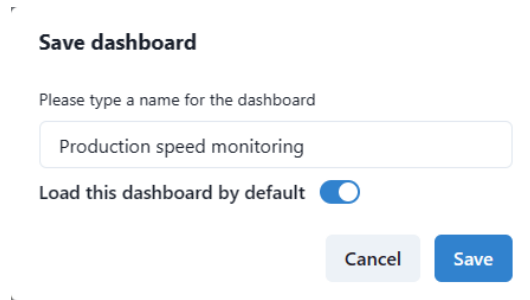 Save dashboard
Please type a name for the dashboard
Production speed monitoring
Load this dashboard by default
Cancel Save